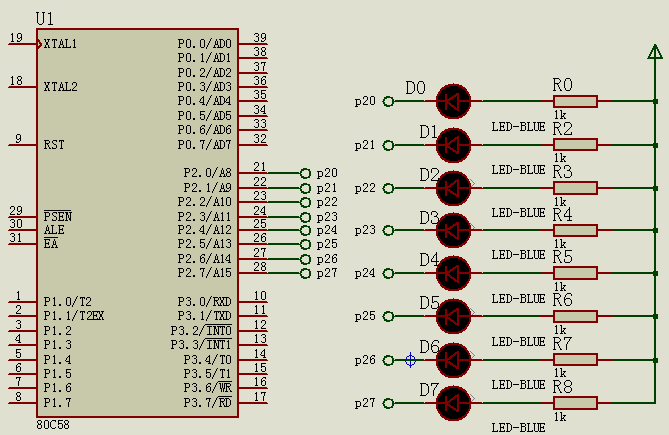 U1
19 XTAL1 P0.0/AD0 39
P0.1/AD1 38
P0.2/AD2 37
18 XTAL2 P0.3/AD3 36
P0.4/AD4 35
P0.5/AD5 34
P0.6/AD6 33
9 RST P0.7/AD7 32
P2.0/A8 21 p20
P2.1/A9 22 p21
P2.2/A10 23 p22
29 PSEN P2.3/A11 24 p23
30 ALE P2.4/A12 25 p24
31 EA P2.5/A13 26 p25
P2.6/A14 27 p26
P2.7/A15 28 p27
1 P1.0/T2 P3.0/RXD 10
2 P1.1/T2EX P3.1/TXD 11
3 P1.2 P3.2/INT0 12
4 P1.3 P3.3/INT1 13
5 P1.4 P3.4/T0 14
6 P1.5 P3.5/T1 15
7 P1.6 P3.6/WR 16
8 P1.7 P3.7/RD 17
80C58
D0 R0
p20
1k
LED-BLUE
D1 R2
p21
1k
LED-BLUE
D2 R3
p22
1k
LED-BLUE
D3 R4
p23
1k
LED-BLUE
D4 R5
p24
1k
LED-BLUE
D5 R6
p25
1k
LED-BLUE
D6 R7
p26
1k
LED-BLUE
D7 R8
p27
1k
LED-BLUE